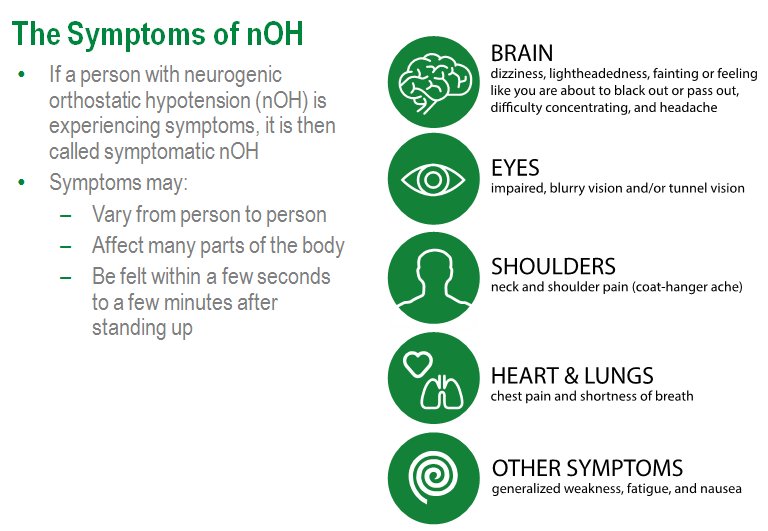 The Symptoms of nOH
• If a person with neurogenic
orthostatic hypotension (nOH) is
experiencing symptoms, it is then
called symptomatic nOH
• Symptoms may:
– Vary from person to person
– Affect many parts of the body
– Be felt within a few seconds
to a few minutes after
standing up
BRAIN
dizziness, lightheadedness, fainting or feeling
like you are about to black out or pass out,
difficulty concentrating, and headache
EYES
impaired, blurry vision and/or tunnel vision
SHOULDERS
neck and shoulder pain (coat-hanger ache)
HEART & LUNGS
chest pain and shortness of breath
OTHER SYMPTOMS
generalized weakness, fatigue, and nausea